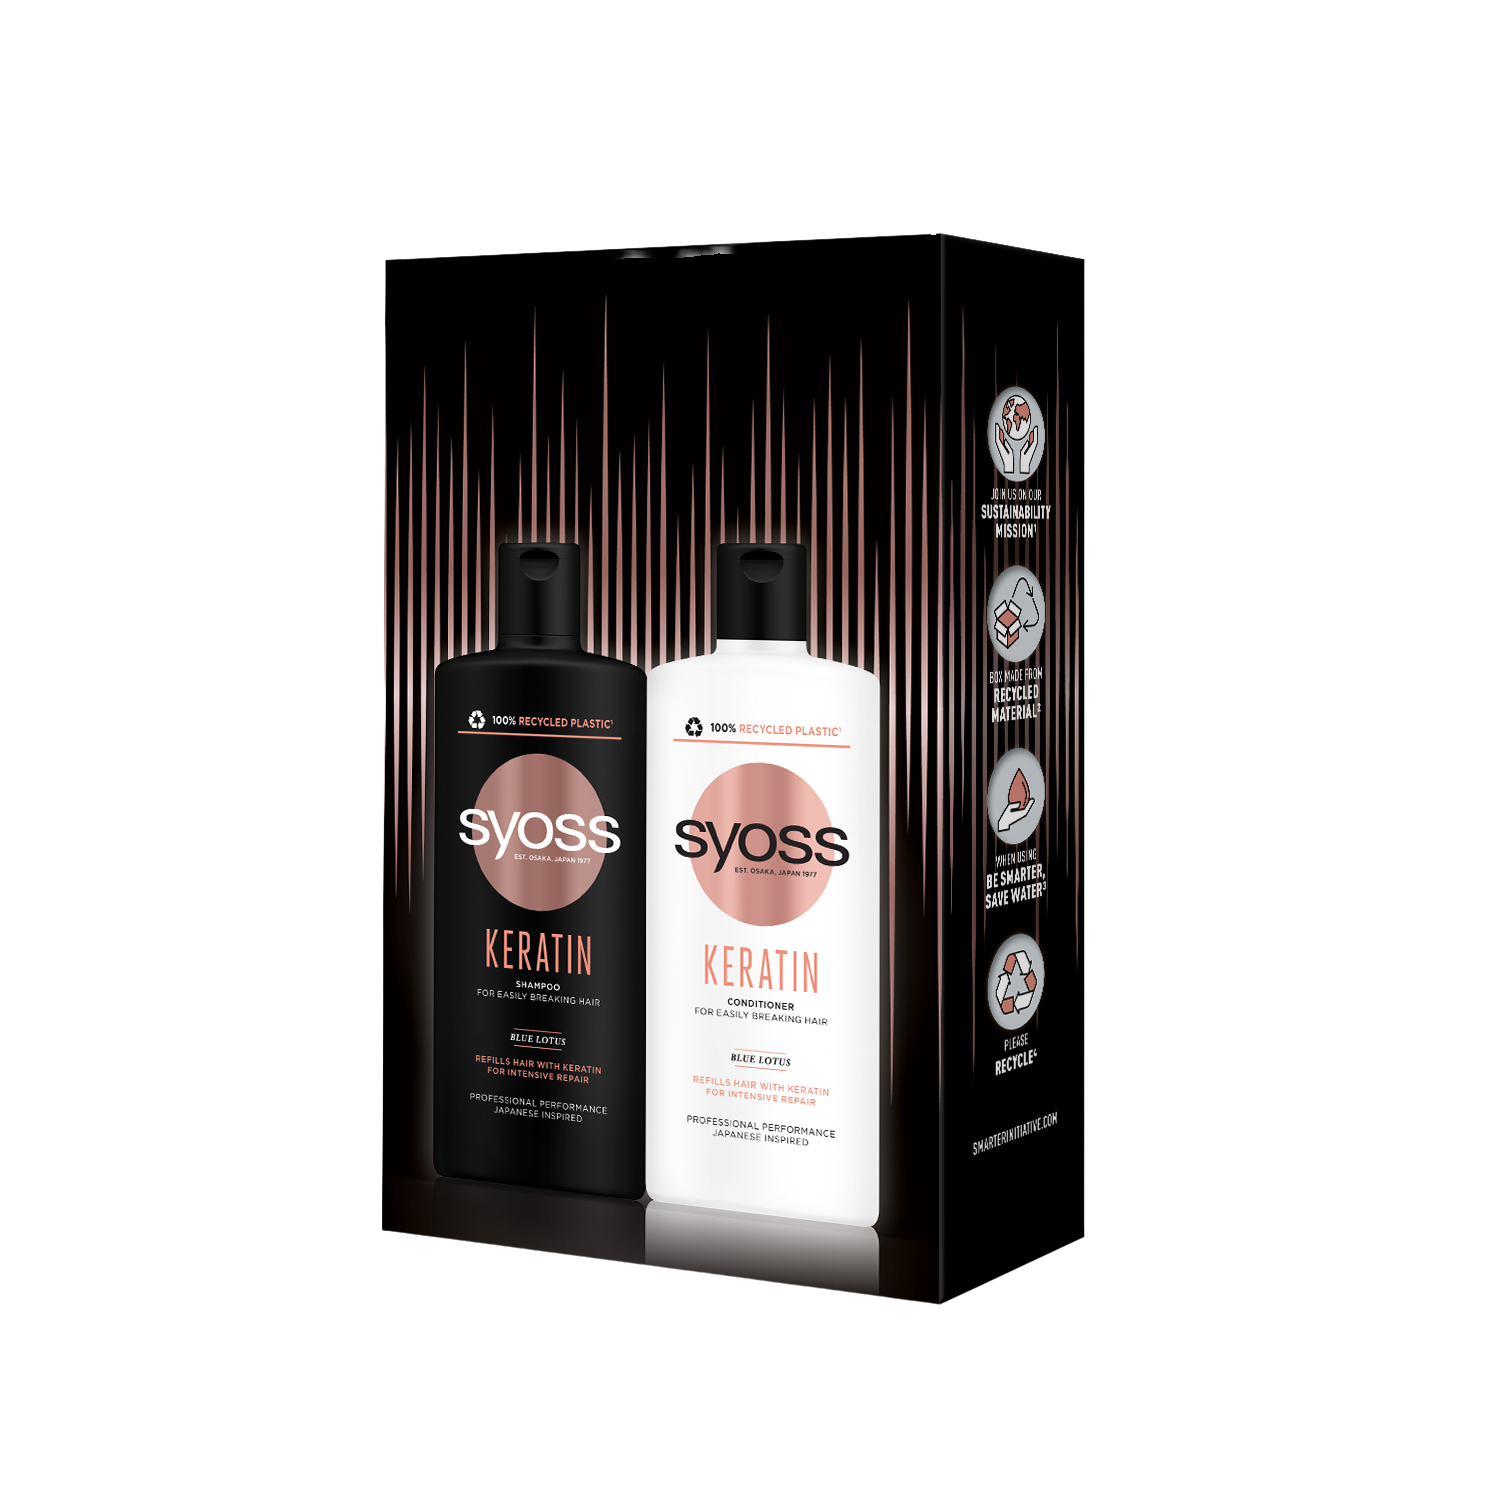 100% RECYCLED PLASTIC¹
syoss
EST. OSAKA, JAPAN 1977
KERATIN
SHAMPOO
FOR EASILY BREAKING HAIR
BLUE LOTUS
REFILLS HAIR WITH KERATIN
FOR INTENSIVE REPAIR
PROFESSIONAL PERFORMANCE
JAPANESE INSPIRED
100% RECYCLED PLASTIC¹
syoss
EST. OSAKA, JAPAN 1977
KERATIN
CONDITIONER
FOR EASILY BREAKING HAIR
BLUE LOTUS
REFILLS HAIR WITH KERATIN
FOR INTENSIVE REPAIR
PROFESSIONAL PERFORMANCE
JAPANESE INSPIRED
JOIN US ON OUR
SUSTAINABILITY
MISSION¹
BOX MADE FROM
RECYCLED
MATERIAL²
WHEN USING
BE SMARTER,
SAVE WATER³
PLEASE
RECYCLE⁴
SMARTERINITIATIVE.COM